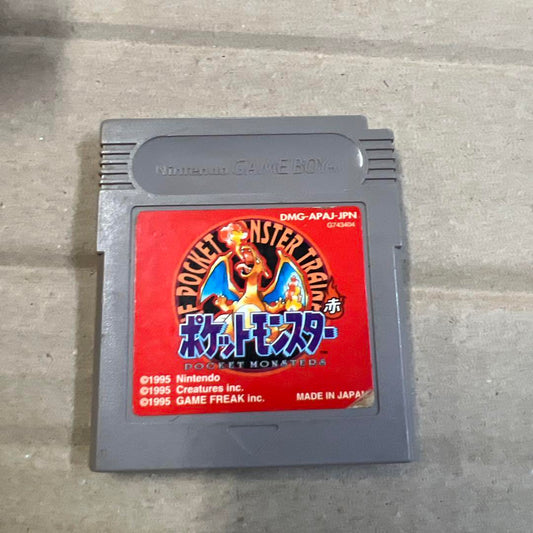 Nintendo GAME BOY
DMG-APAJ-JPN
G743404
POCKET MONSTER TRAIN
赤
ポケットモンスター
POCKET MONSTERS
©1995 Nintendo
©1995 Creatures inc.
©1995 GAME FREAK inc.
MADE IN JAPAN